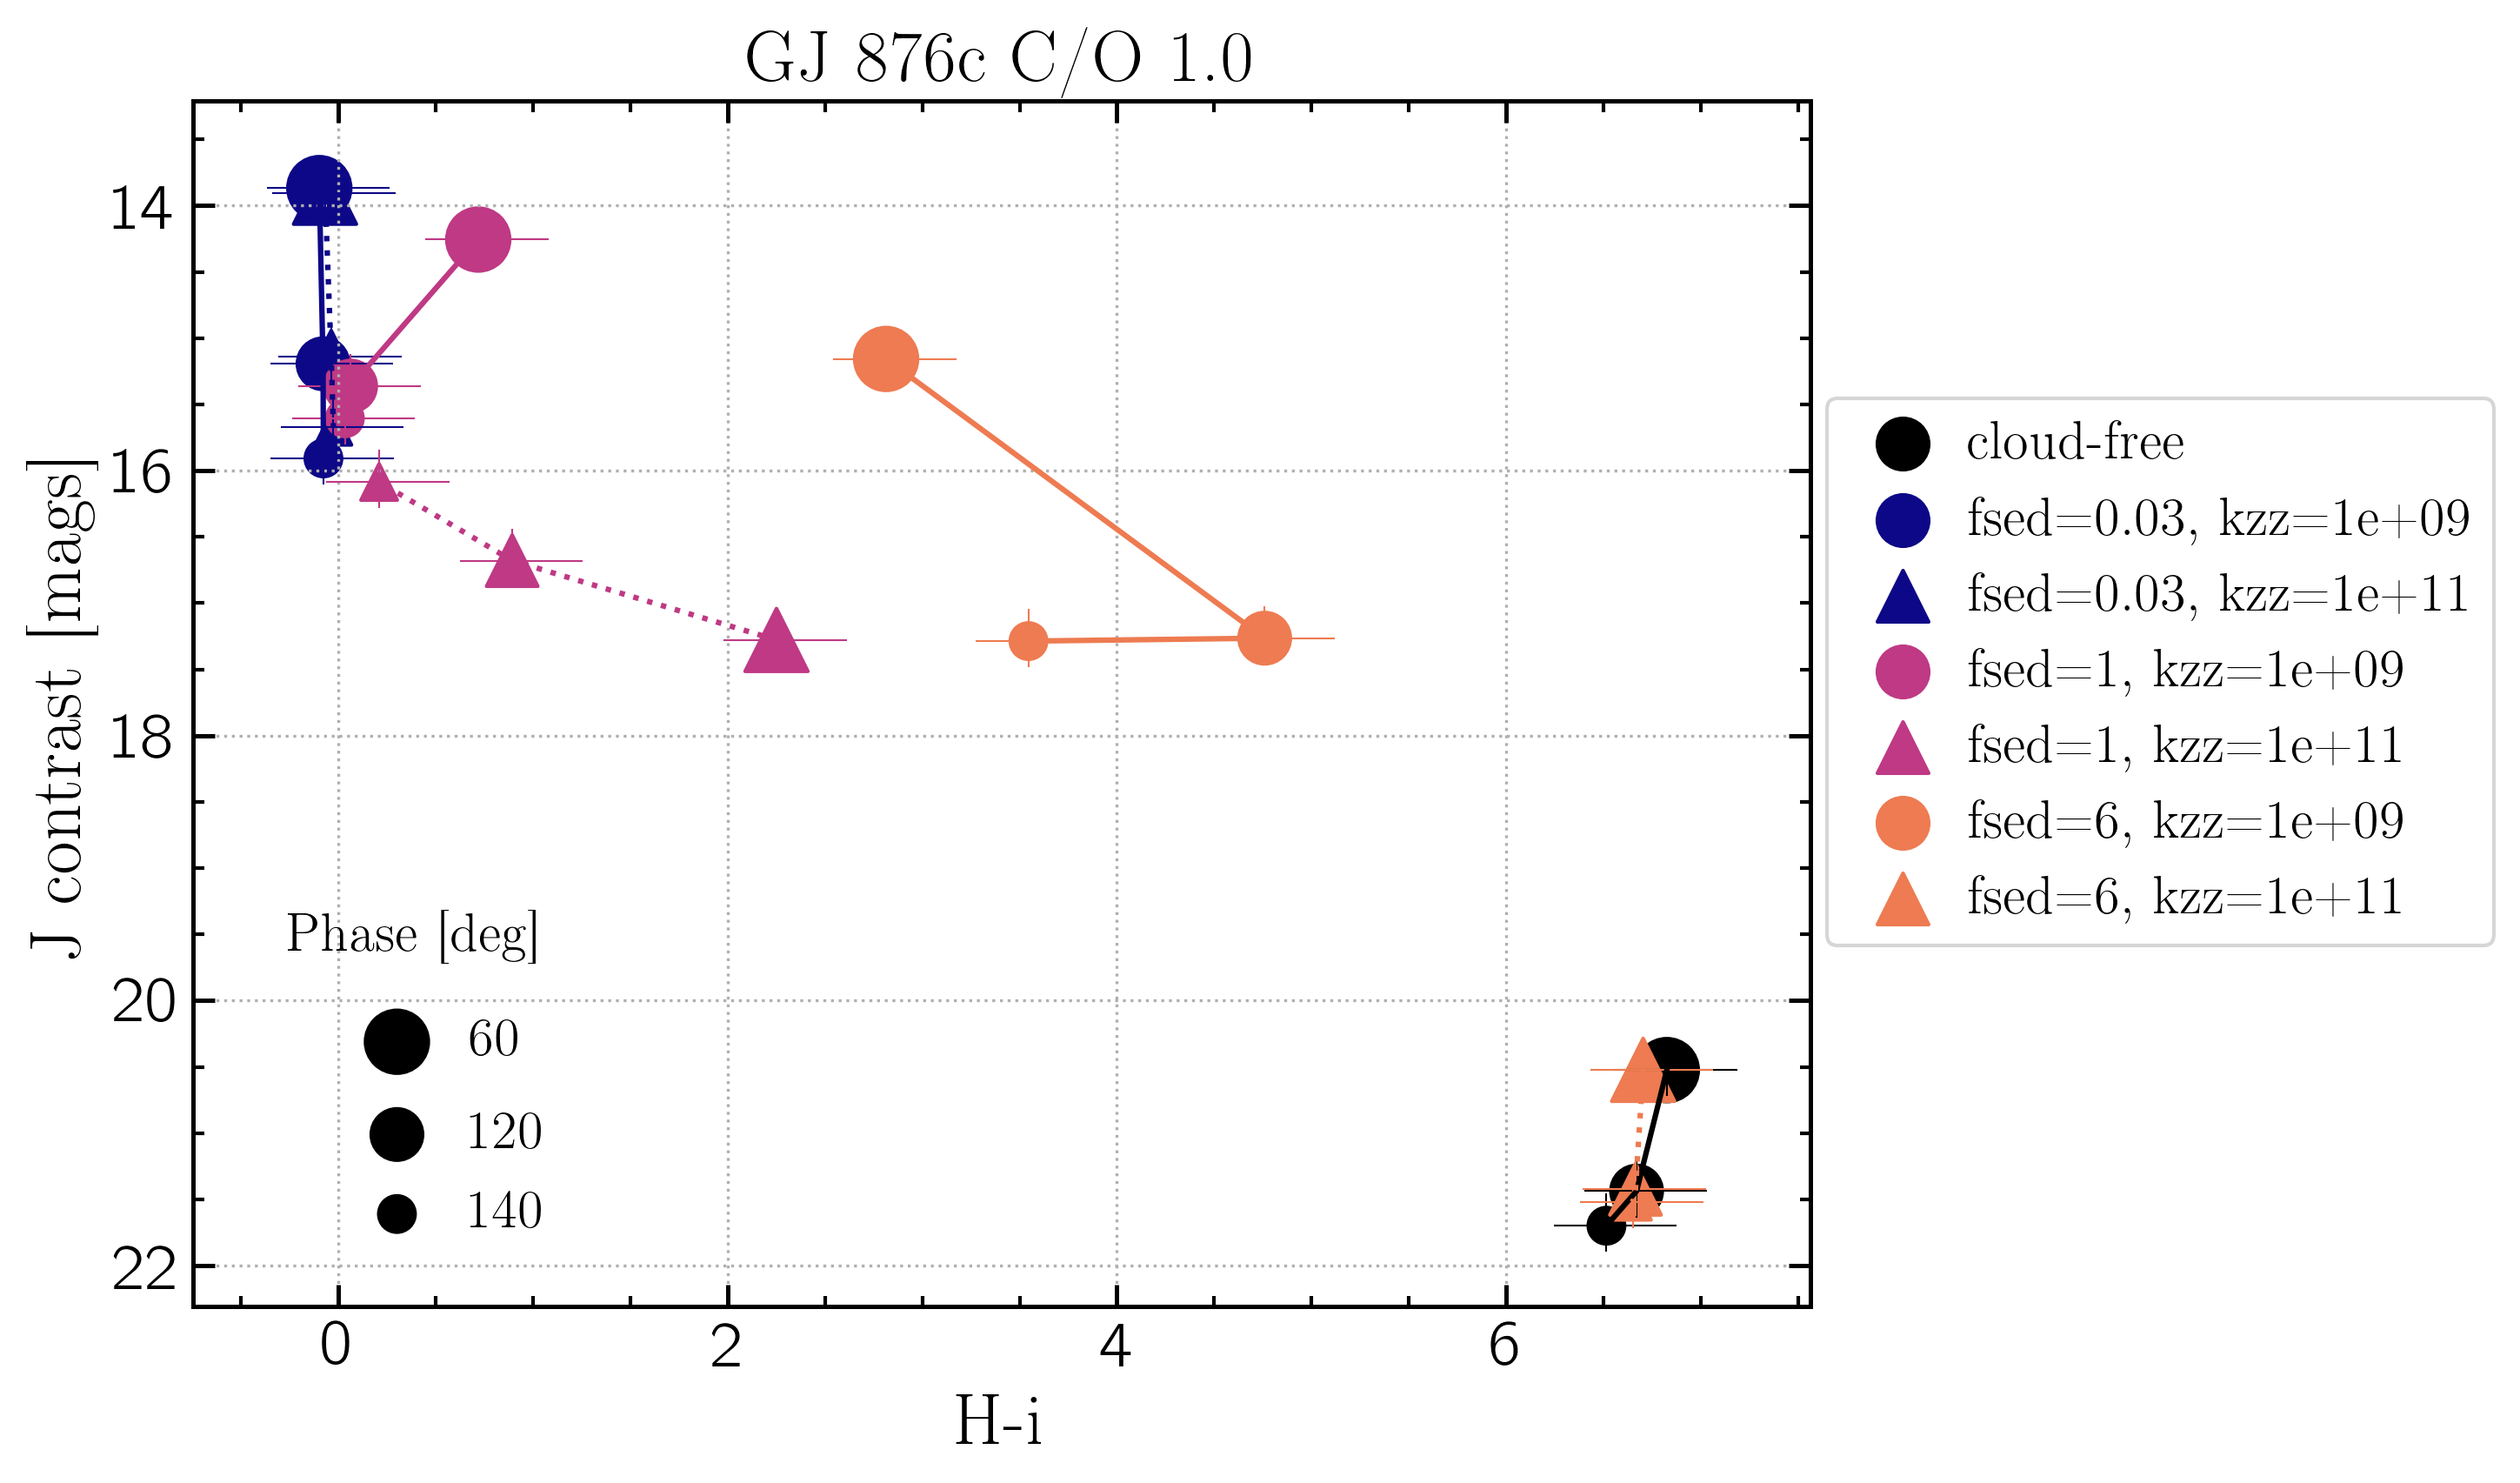 GJ 876c C/O 1.0
J contrast [mags]
14
16
18
20
22
Phase [deg]
60
120
140
0
2
4
6
H-i
cloud-free
fsed=0.03, kzz=1e+09
fsed=0.03, kzz=1e+11
fsed=1, kzz=1e+09
fsed=1, kzz=1e+11
fsed=6, kzz=1e+09
fsed=6, kzz=1e+11